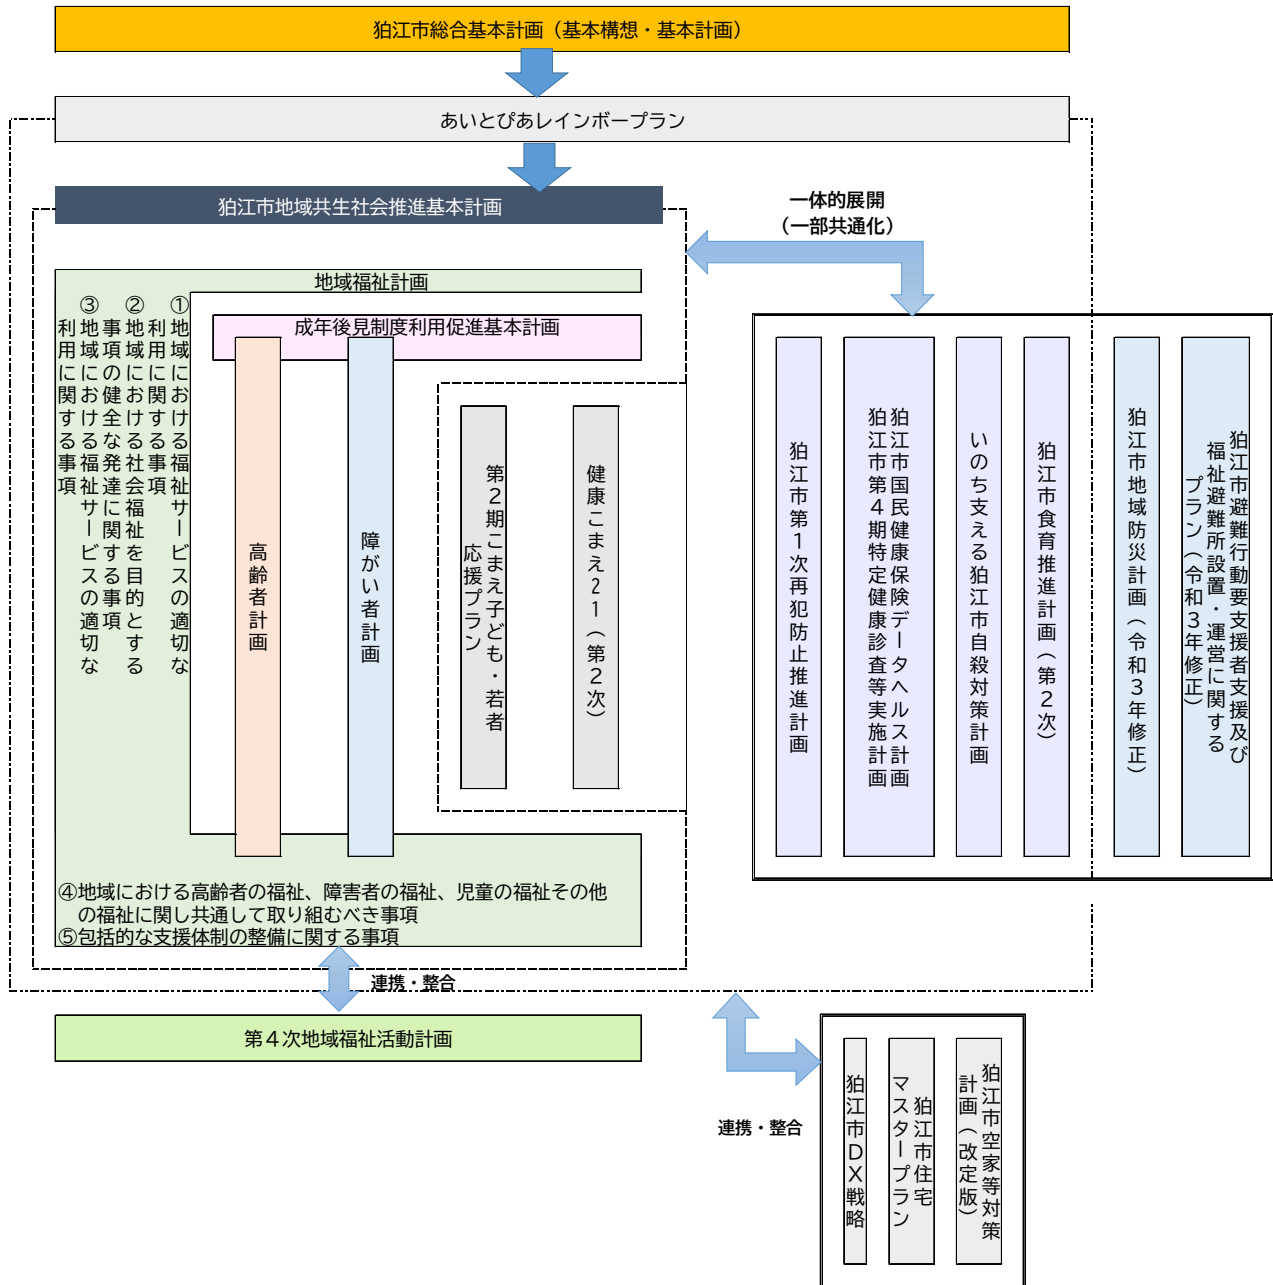 狛江市総合基本計画（基本構想・基本計画）
あいとぴあレインボープラン
狛江市地域共生社会推進基本計画
一体的展開
（一部共通化）
地域福祉計画
①地域における福祉サービスの適切な
利用に関する事項
②地域における社会福祉を目的とする
事項の健全な発達に関する事項
③地域における福祉サービスの適切な
利用に関する事項
成年後見制度利用促進基本計画
高齢者計画
障がい者計画
第２期こまえ子ども・若者
応援プラン
健康こまえ２１（第２次）
④地域における高齢者の福祉、障害者の福祉、児童の福祉その他
の福祉に関し共通して取り組むべき事項
⑤包括的な支援体制の整備に関する事項
狛江市第１次再犯防止推進計画
狛江市国民健康保険データヘルス計画
狛江市第４期特定健康診査等実施計画
いのち支える狛江市自殺対策計画
狛江市食育推進計画（第２次）
狛江市地域防災計画（令和３年修正）
狛江市避難行動要支援者支援及び
福祉避難所設置・運営に関する
プラン（令和３年修正）
連携・整合
第４次地域福祉活動計画
連携・整合
狛江市ＤＸ戦略
狛江市住宅
マスタープラン
狛江市空家等対策
計画（改定版）